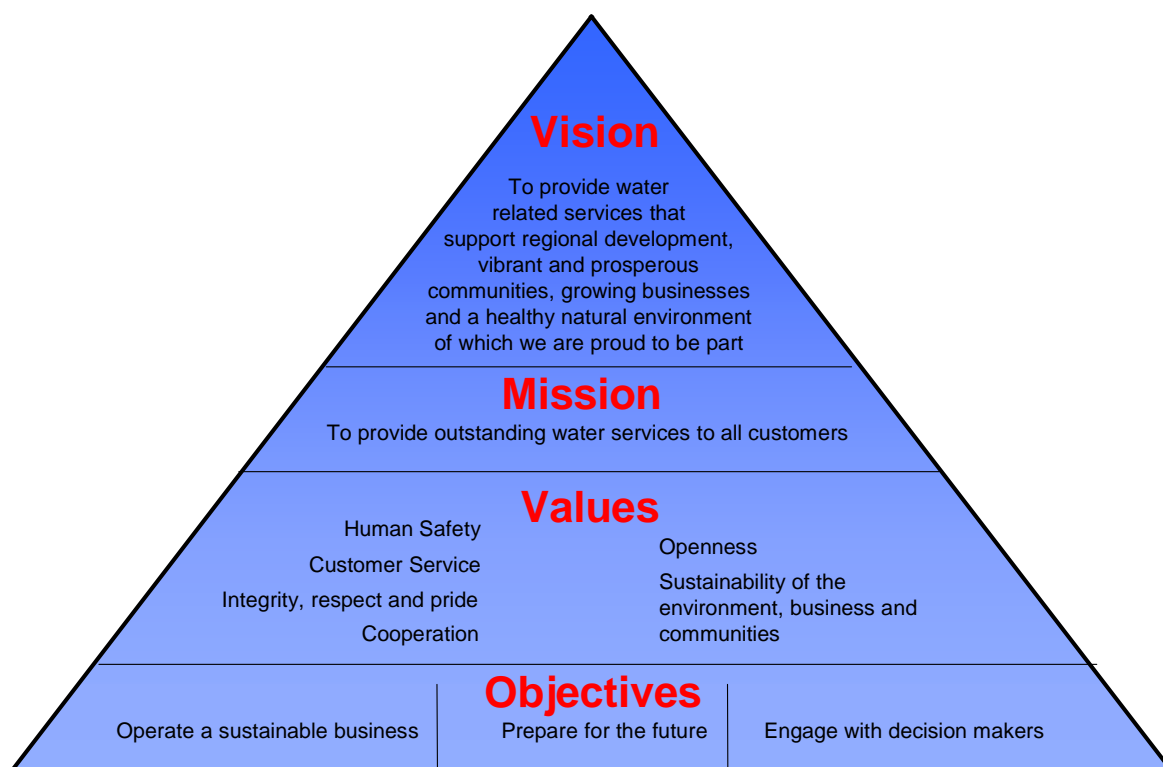 Vision
To provide water
related services that
support regional development,
vibrant and prosperous
communities, growing businesses
and a healthy natural environment
of which we are proud to be part
Mission
To provide outstanding water services to all customers
Values
Human Safety
Customer Service
Integrity, respect and pride
Cooperation
Openness
Sustainability of the
environment, business and
communities
Objectives
Operate a sustainable business
Prepare for the future
Engage with decision makers